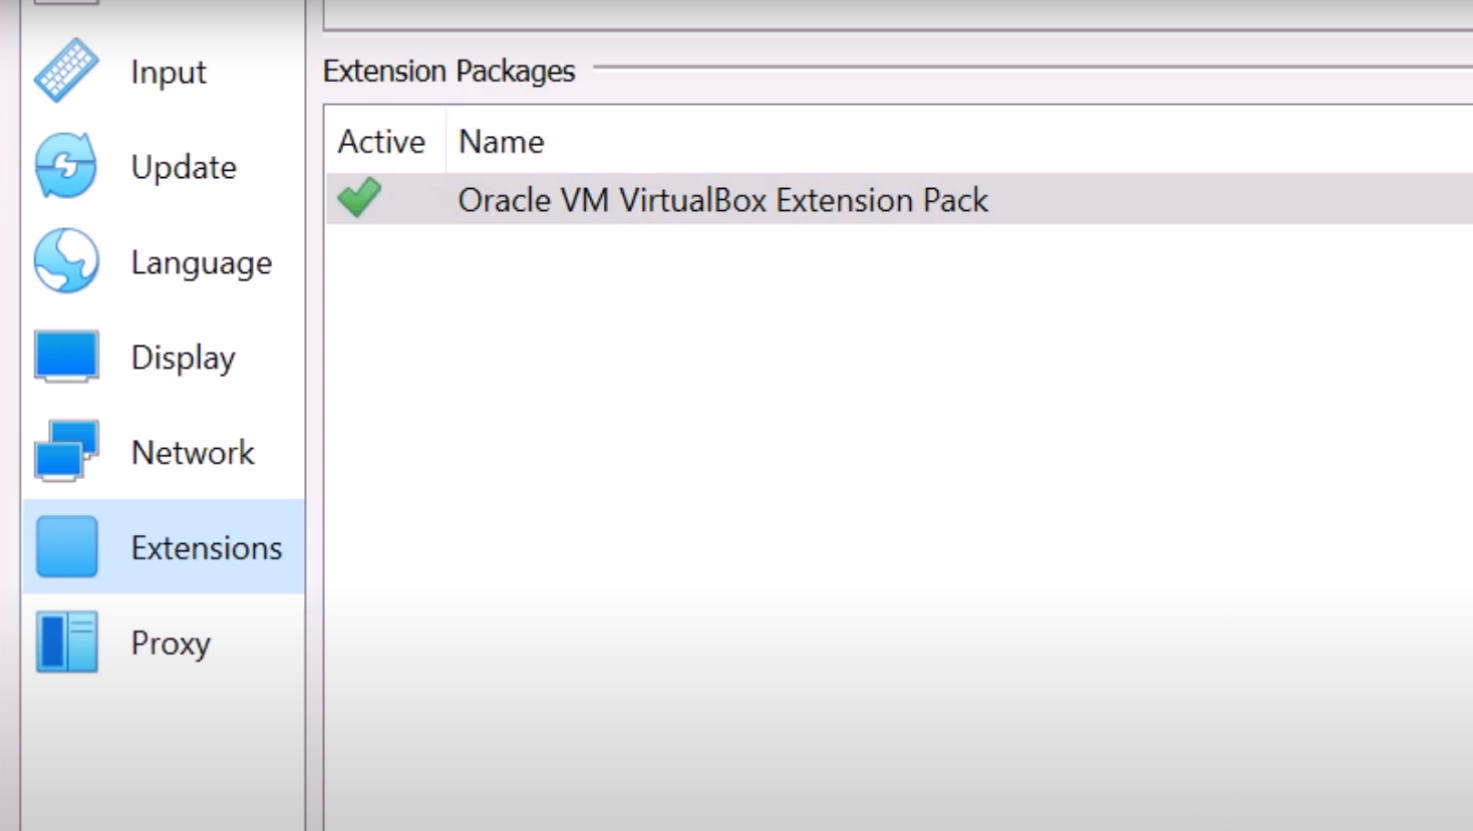 Input
Update
Language
Display
Network
Extensions
Proxy
Extension Packages
Active Name
Oracle VM VirtualBox Extension Pack